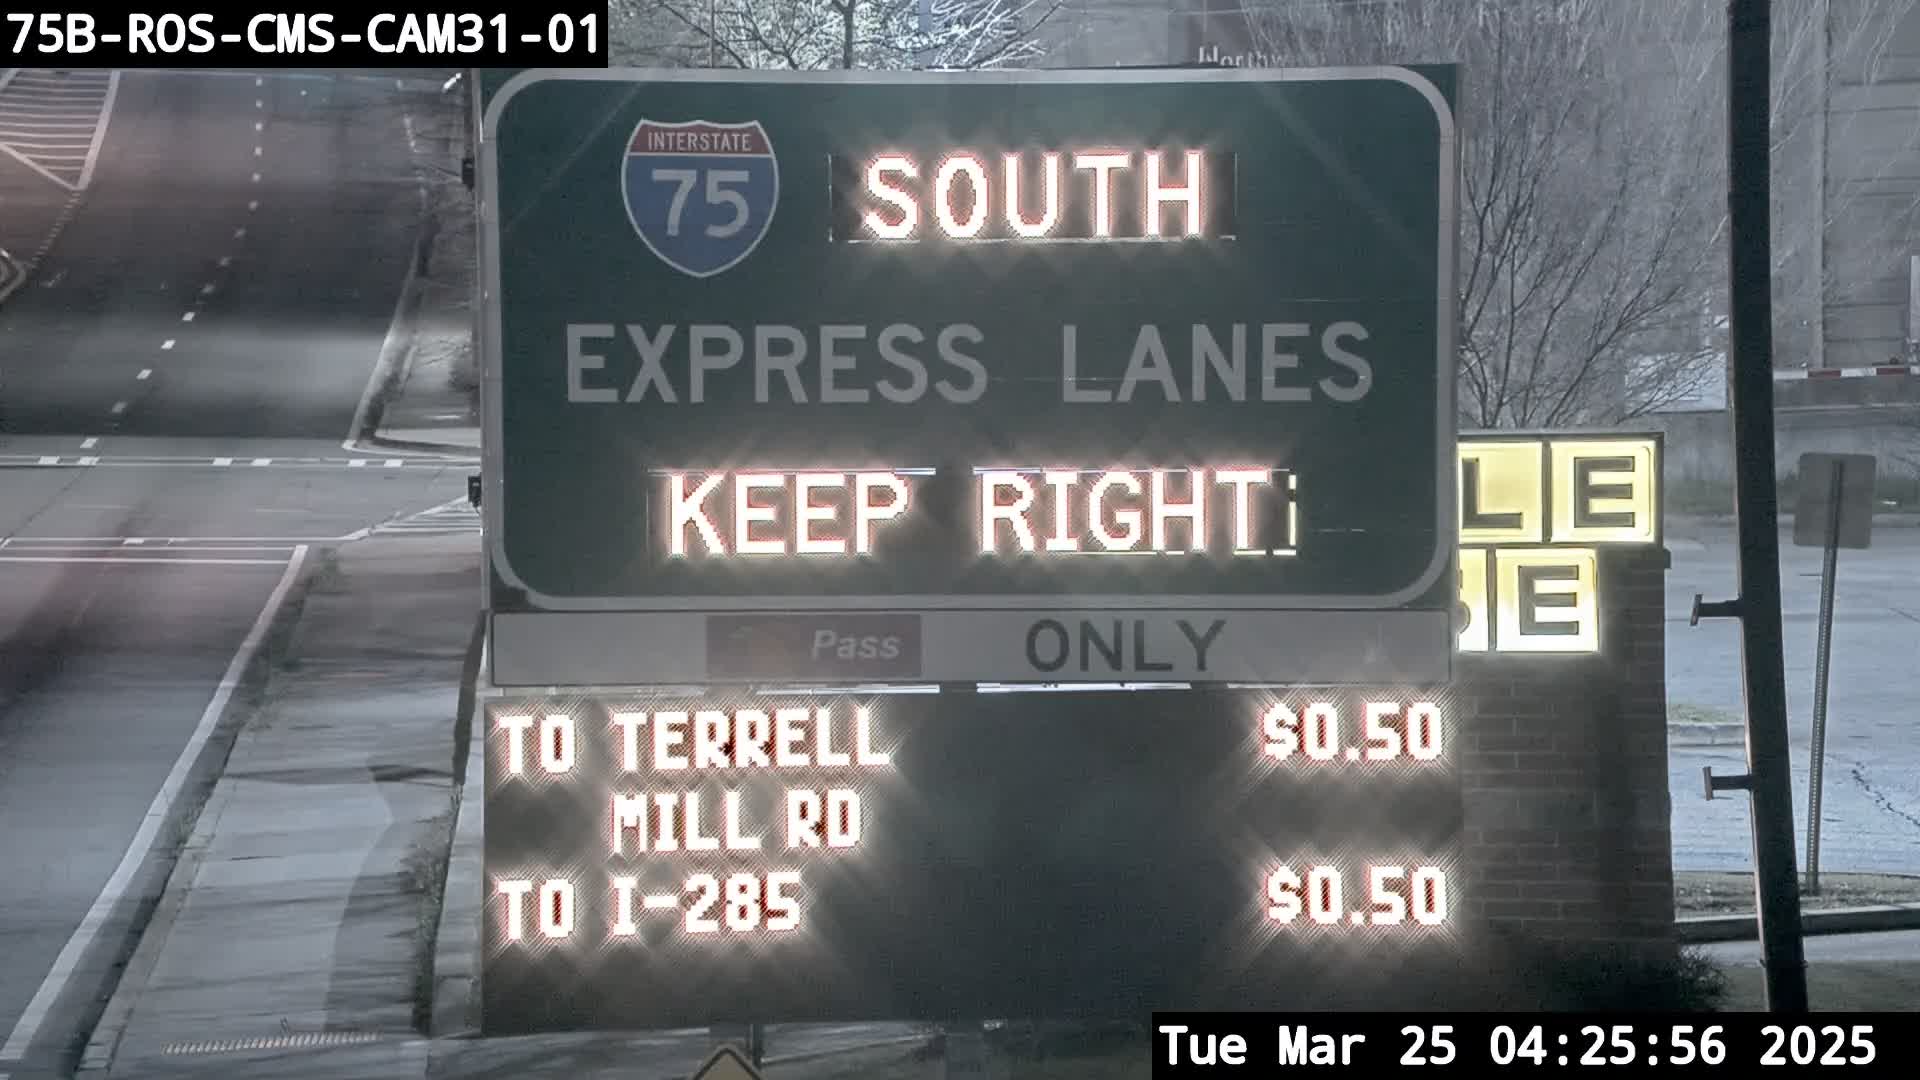 75B-ROS-CMS-CAM31-01
INTERSTATE
75
SOUTH
EXPRESS LANES
KEEP RIGHT
Pass ONLY
LE
E
TO TERRELL $0.50
MILL RD
TO I-285 $0.50
Tue Mar 25 04:25:56 2025